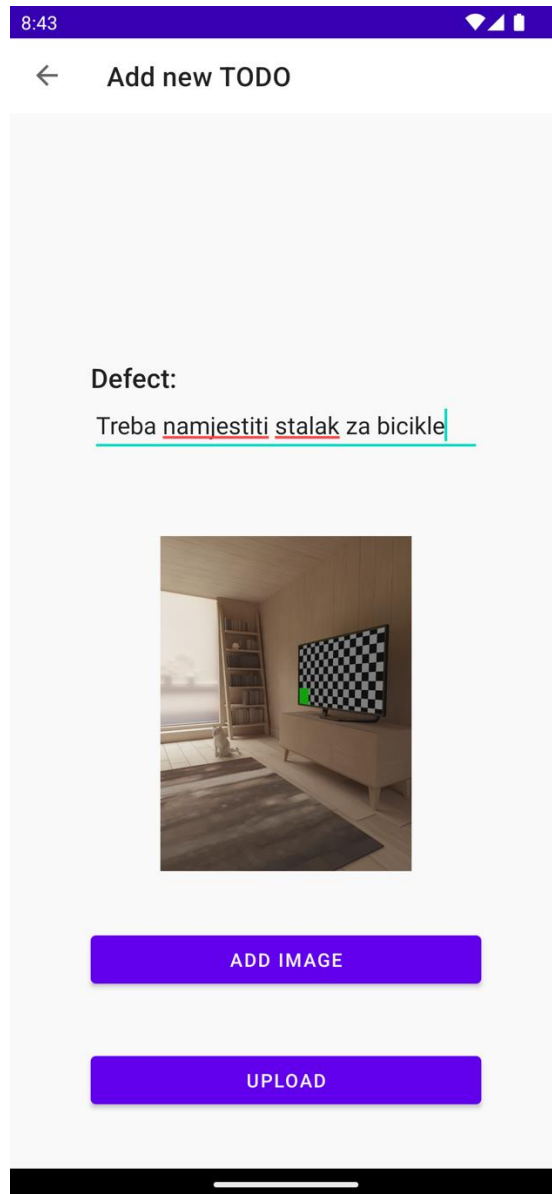 8:43
Add new TODO
Defect:
Treba namjestiti stalak za bicikle
ADD IMAGE
UPLOAD